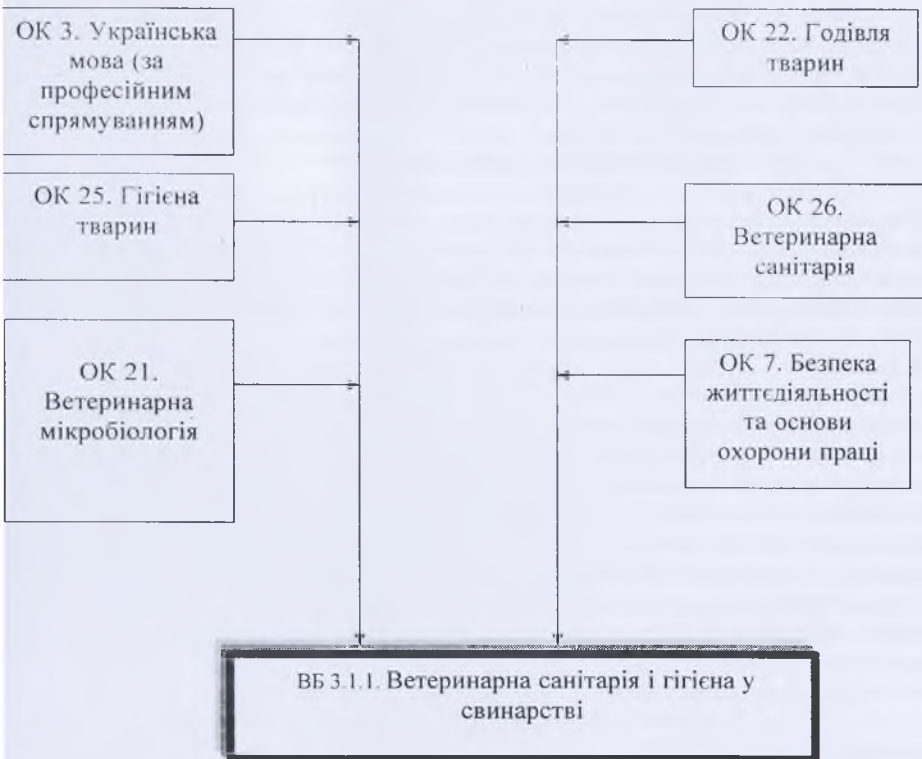 ОК 3. Українська
мова (за
професійним
спрямуванням)
ОК 22. Годівля
тварин
ОК 25. Гігієна
тварин
ОК 26.
Ветеринарна
санітарія
ОК 21.
Ветеринарна
мікробіологія
ОК 7. Безпека
життєдіяльності
та основи
охорони праці
ВБ 3.1.1. Ветеринарна санітарія і гігієна у
свинарстві